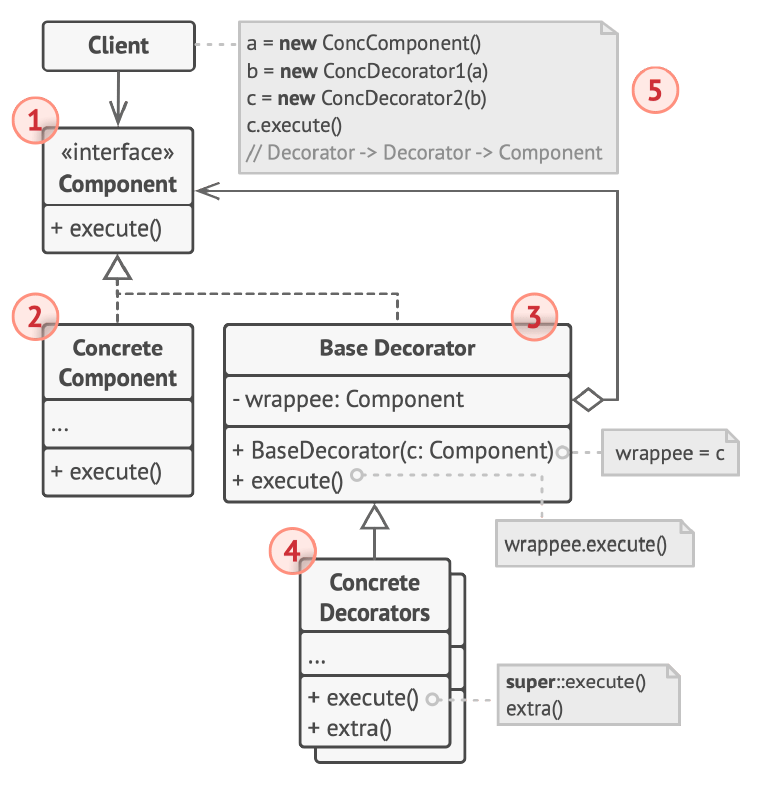 Client
a = new ConcComponent()
b = new ConcDecorator1(a)
c = new ConcDecorator2(b)
c.execute()
// Decorator -> Decorator -> Component
5
1
«interface»
Component
+ execute()
2
Concrete
Component
...
+ execute()
3
Base Decorator
- wrappee: Component
+ BaseDecorator(c: Component)
+ execute()
wrappee = c
wrappee.execute()
4
Concrete
Decorators
...
+ execute()
+ extra()
super::execute()
extra()